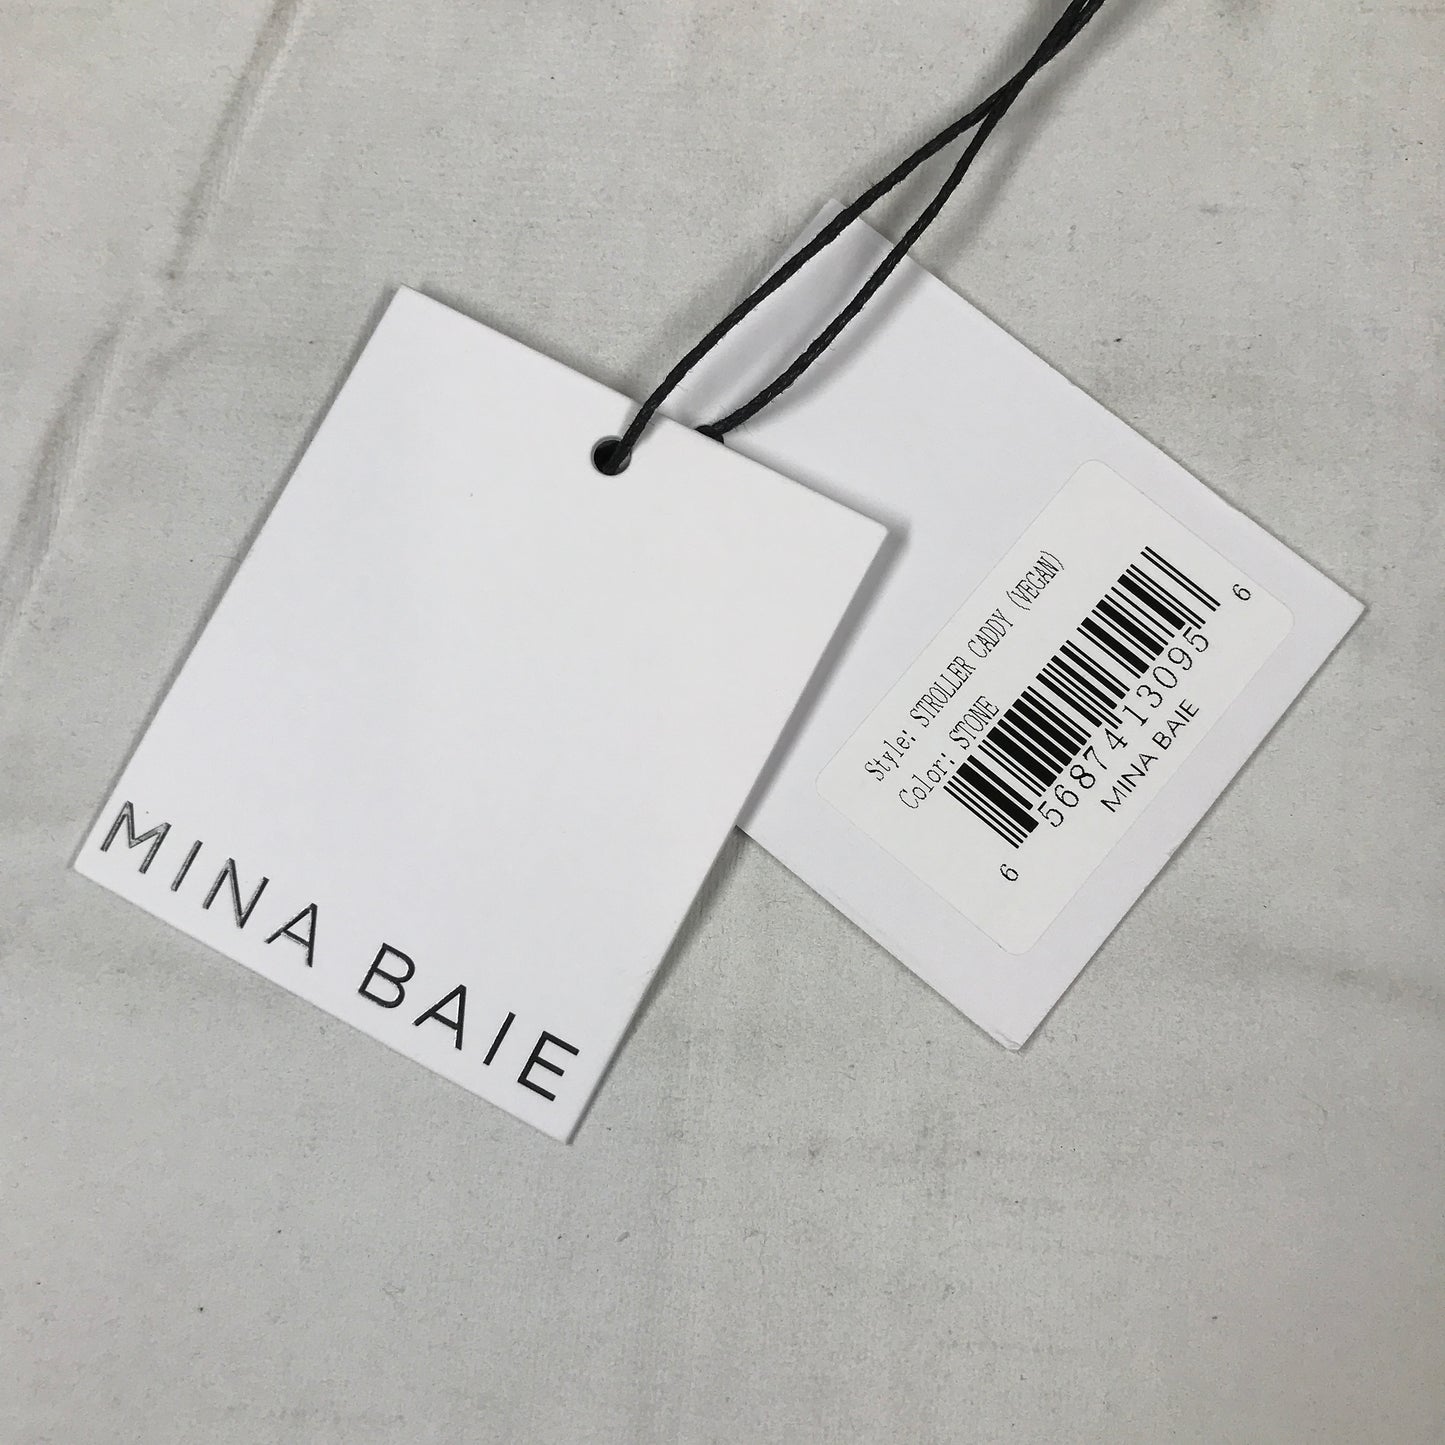 MINA BAIE
Style: STROLLER CADDY (VEGAN)
Color: STONE
6 56874 13095 6
MINA BAIE